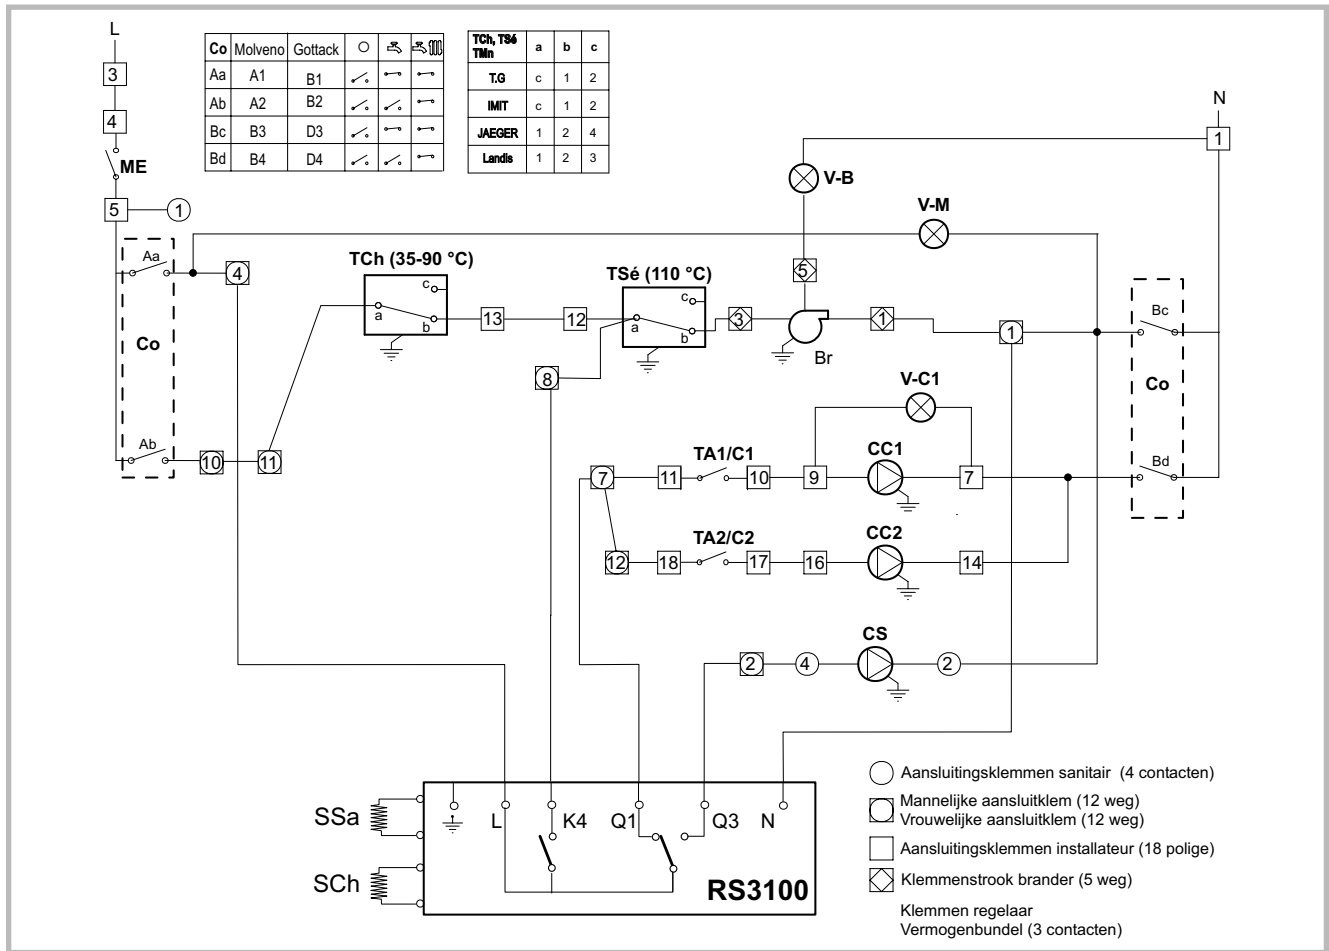 L
3
4
ME
5
1
Co Molveno Gottack
Aa A1 B1
Ab A2 B2
Bc B3 D3
Bd B4 D4
TCh, TSé TMn a b c
T.G c 1 2
IMIT c 1 2
JAEGER 1 2 4
Landis 1 2 3
N
1
V-B
V-M
5
Aa
4
Co
Ab
10
11
TCh (35-90 °C)
c
a
b
13
12
TSé (110 °C)
c
a
b
3
Br
1
1
8
Bc
Co
Bd
V-C1
7
11
TA1/C1
10
9
CC1
7
12
18
TA2/C2
17
16
CC2
14
2
4
CS
2
SSa
SCh
L
K4
Q1
Q3
N
RS3100
Aansluitingsklemmen sanitair (4 contacten)
Mannelijke aansluitklem (12 weg)
Vrouwelijke aansluitklem (12 weg)
Aansluitingsklemmen installateur (18 polige)
Klemmenstrook brander (5 weg)
Klemmen regelaar
Vermogenbundel (3 contacten)